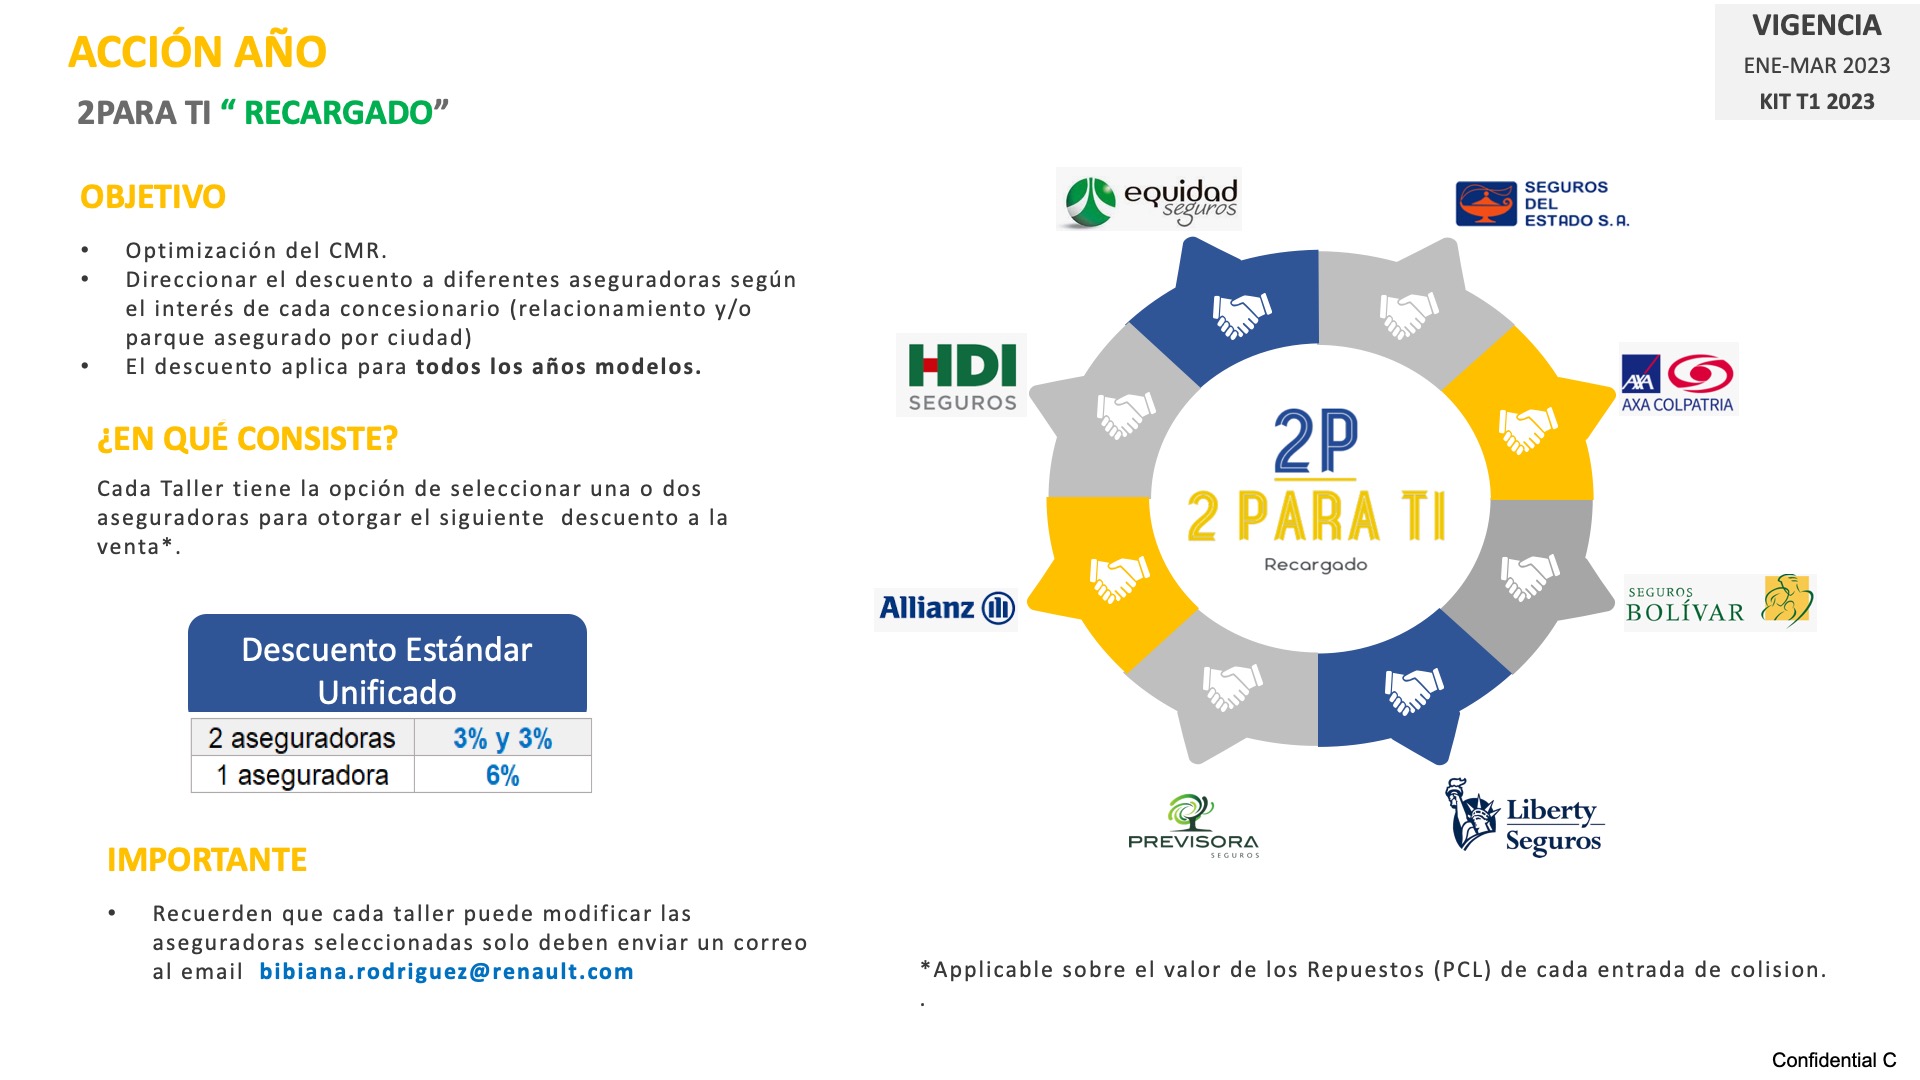 ACCIÓN AÑO
2PARA TI “ RECARGADO”
VIGENCIA
ENE-MAR 2023
KIT T1 2023
OBJETIVO
• Optimización del CMR.
• Direccionar el descuento a diferentes aseguradoras según
el interés de cada concesionario (relacionamiento y/o
parque asegurado por ciudad)
• El descuento aplica para todos los años modelos.
¿EN QUÉ CONSISTE?
Cada Taller tiene la opción de seleccionar una o dos
aseguradoras para otorgar el siguiente descuento a la
venta*.
Descuento Estándar
Unificado
2 aseguradoras 3% y 3%
1 aseguradora 6%
IMPORTANTE
• Recuerden que cada taller puede modificar las
aseguradoras seleccionadas solo deben enviar un correo
al email bibiana.rodriguez@renault.com
equidad
seguros
SEGUROS
DEL
ESTADO S.A.
HDI
SEGUROS
AXA
AXA COLPATRIA
2P
2 PARA TI
Recargado
Allianz
SEGUROS
BOLÍVAR
PREVISORA
SEGUROS
Liberty
Seguros
*Applicable sobre el valor de los Repuestos (PCL) de cada entrada de colision.
.
Confidential C